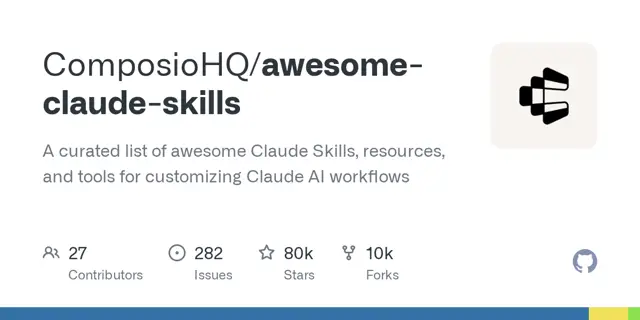 ComposioHQ/awesome-
claude-skills
A curated list of awesome Claude Skills, resources,
and tools for customizing Claude AI workflows
27 282 80k 10k
Contributors Issues Stars Forks